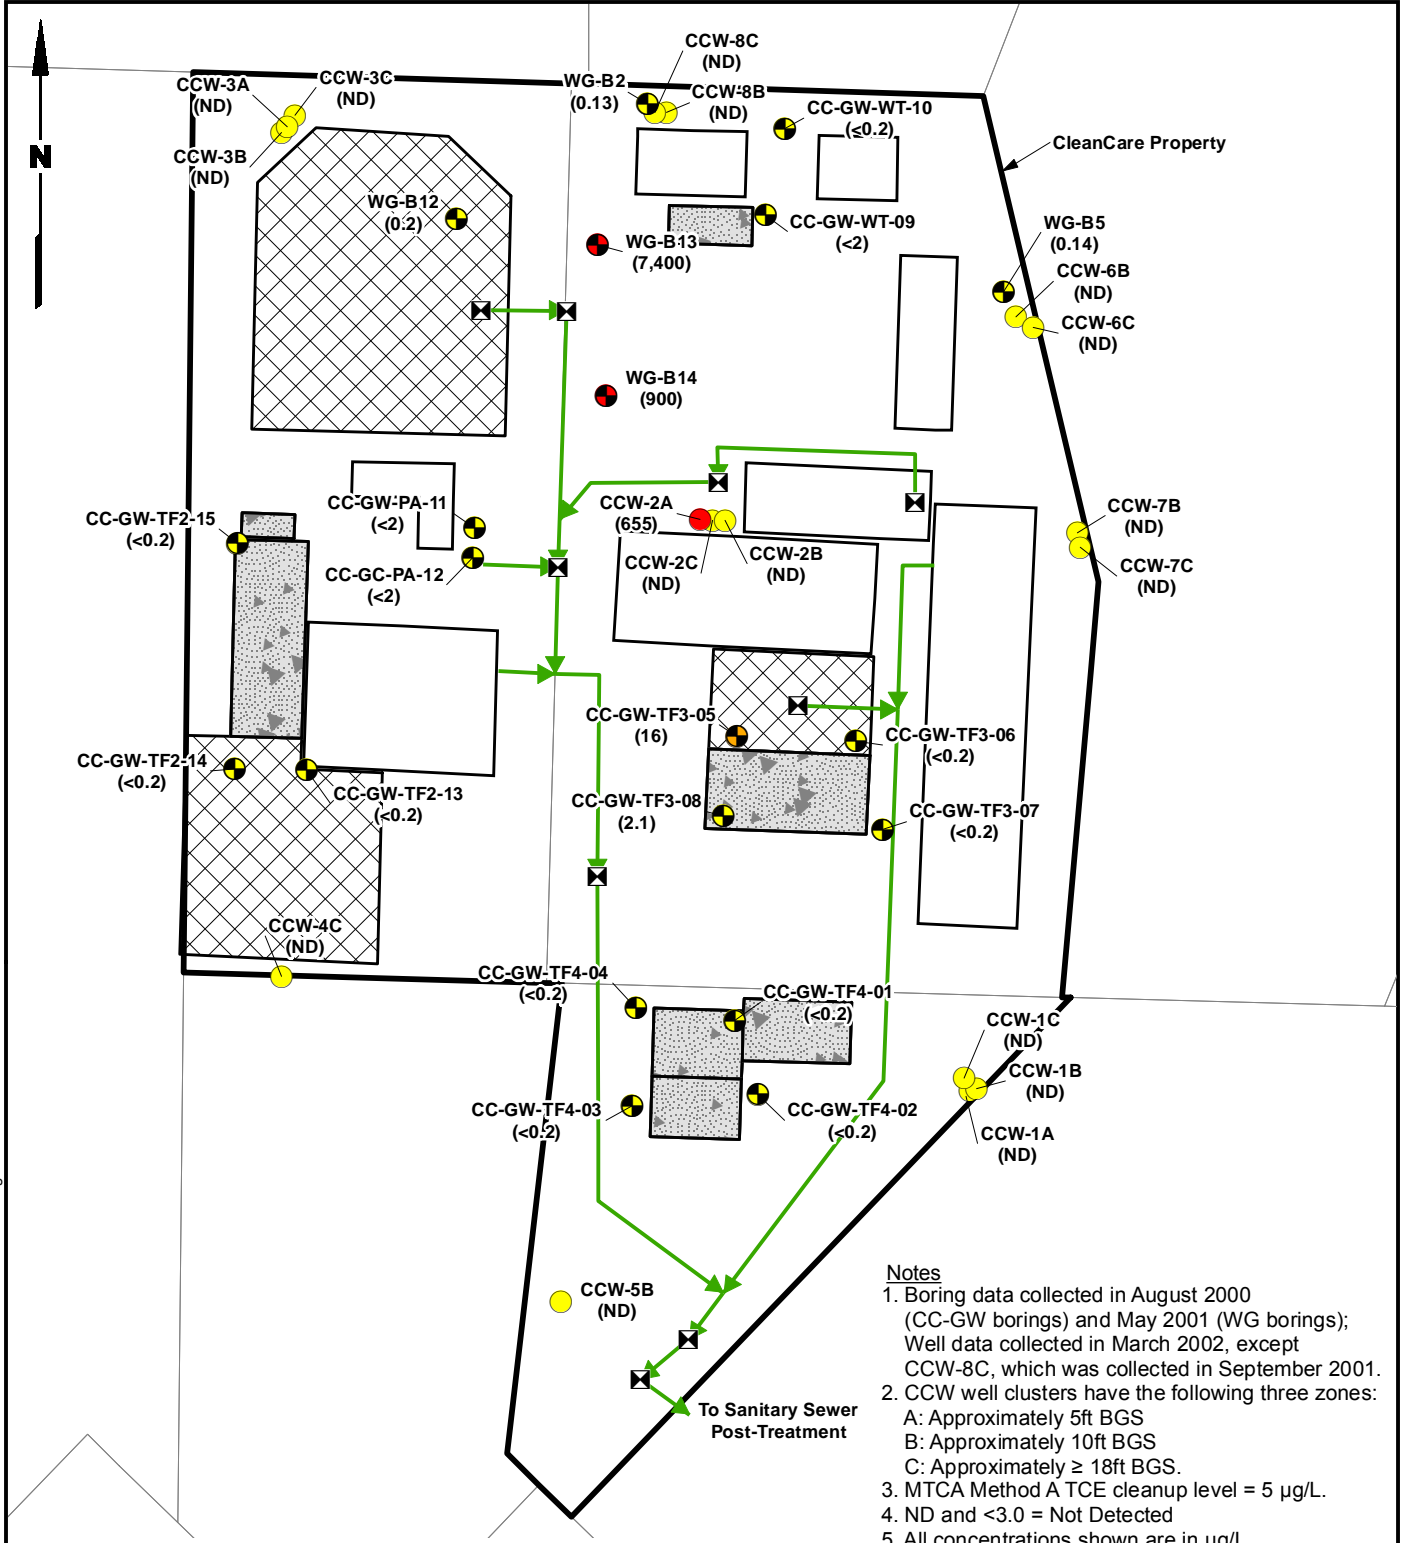 CCW-8C
(ND)
CCW-3A
(ND)
CCW-3C
(ND)
WG-B2
(0.13)
CCW-8B
(ND)
CC-GW-WT-10
(<0.2)
CleanCare Property
N
CCW-3B
(ND)
WG-B12
(0.2)
CC-GW-WT-09
(<2)
WG-B13
(7,400)
WG-B5
(0.14)
CCW-6B
(ND)
CCW-6C
(ND)
WG-B14
(900)
CC-GW-PA-11
(<2)
CCW-2A
(655)
CCW-7B
(ND)
CC-GW-TF2-15
(<0.2)
CC-GC-PA-12
(<2)
CCW-2C
(ND)
CCW-2B
(ND)
CCW-7C
(ND)
CC-GW-TF3-05
(16)
CC-GW-TF3-06
(<0.2)
CC-GW-TF2-14
(<0.2)
CC-GW-TF2-13
(<0.2)
CC-GW-TF3-08
(2.1)
CC-GW-TF3-07
(<0.2)
CCW-4C
(ND)
CC-GW-TF4-04
(<0.2)
CC-GW-TF4-01
(<0.2)
CCW-1C
(ND)
CCW-1B
(ND)
CC-GW-TF4-03
(<0.2)
CC-GW-TF4-02
(<0.2)
CCW-1A
(ND)
CCW-5B
(ND)
To Sanitary Sewer
Post-Treatment
Notes
1. Boring data collected in August 2000
(CC-GW borings) and May 2001 (WG borings);
Well data collected in March 2002, except
CCW-8C, which was collected in September 2001.
2. CCW well clusters have the following three zones:
A: Approximately 5ft BGS
B: Approximately 10ft BGS
C: Approximately ≥ 18ft BGS.
3. MTCA Method A TCE cleanup level = 5 µg/L.
4. ND and <3.0 = Not Detected
5. All concentrations shown are in µg/L